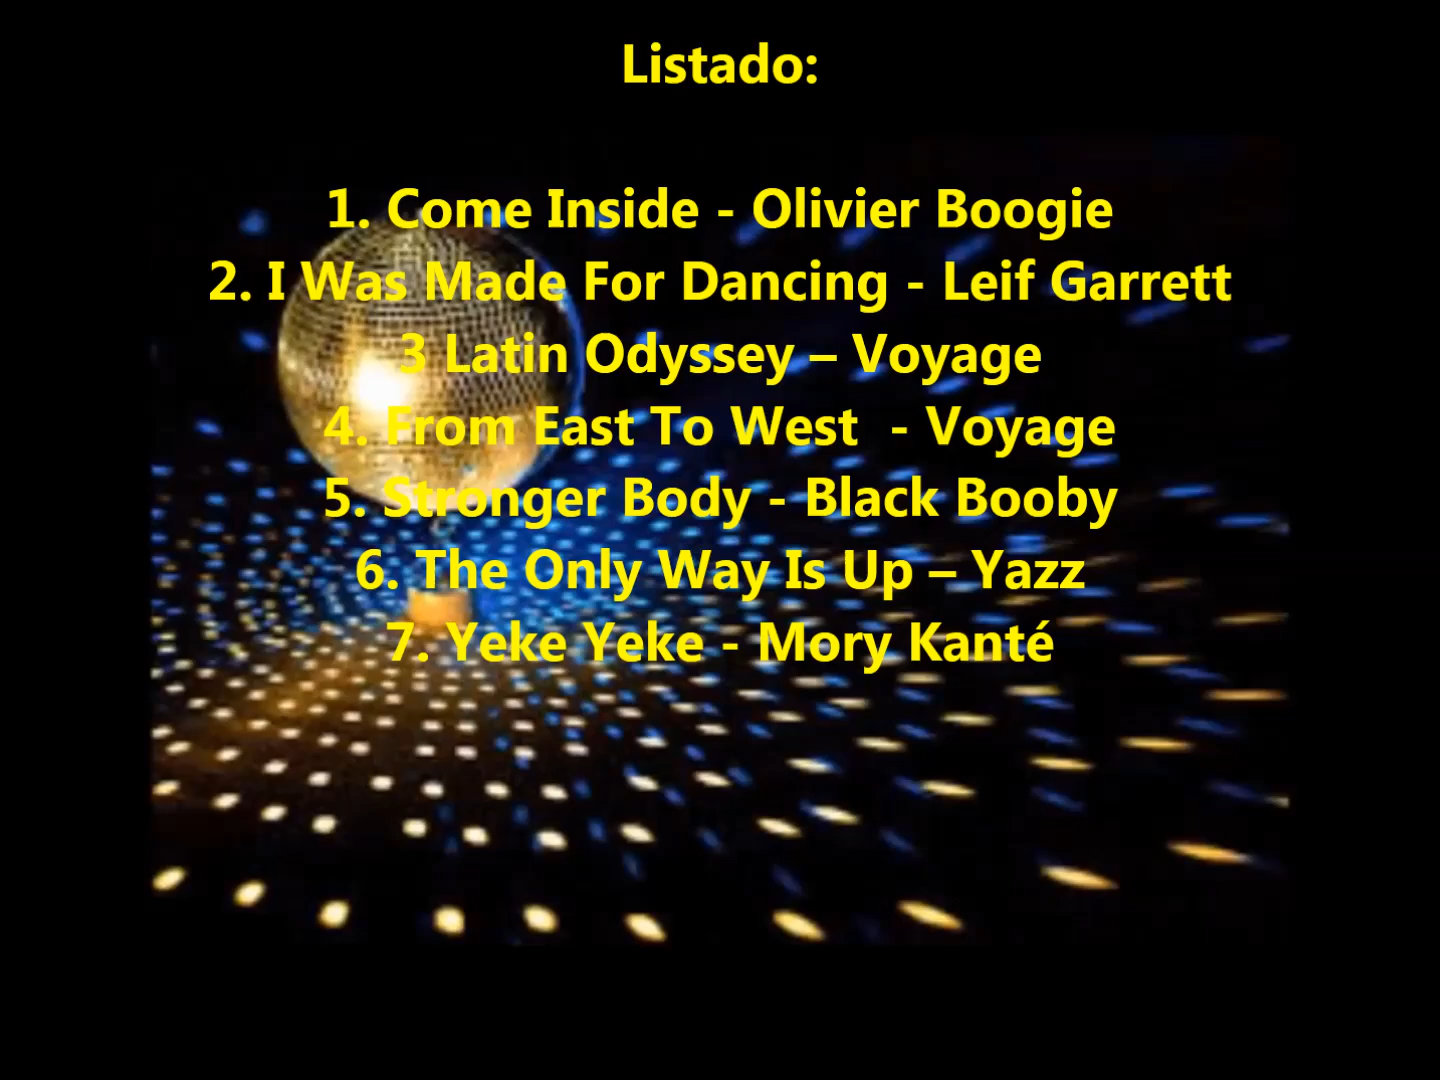 Listado:
1. Come Inside - Olivier Boogie
2. I Was Made For Dancing - Leif Garrett
3 Latin Odyssey – Voyage
4. From East To West  - Voyage
5. Stronger Body - Black Booby
6. The Only Way Is Up – Yazz
7. Yeke Yeke - Mory Kanté